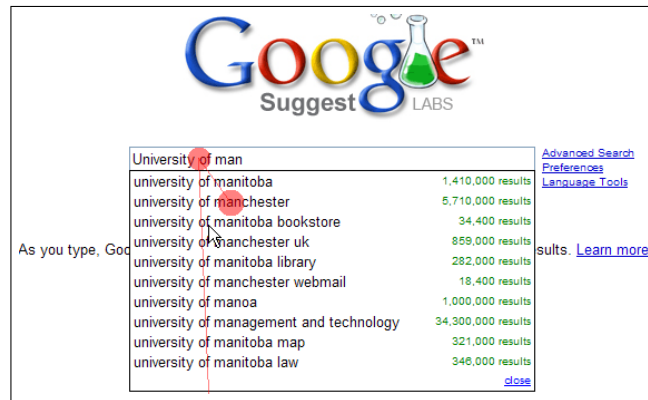 Google™
Suggest LABS
University of man
Advanced Search
Preferences
Language Tools
university of manitoba 1,410,000 results
university of manchester 5,710,000 results
university of manitoba bookstore 34,400 results
university of manchester uk 859,000 results
As you type, Goo sults. Learn more
university of manitoba library 282,000 results
university of manchester webmail 18,400 results
university of manoa 1,000,000 results
university of management and technology 34,300,000 results
university of manitoba map 321,000 results
university of manitoba law 346,000 results
close